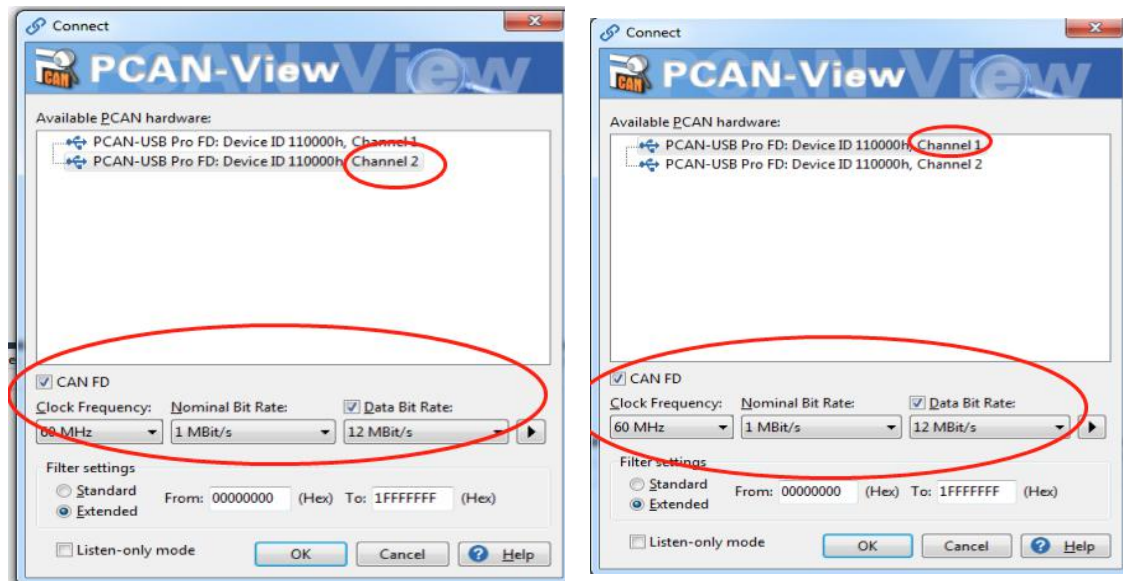 Connect
PCAN-View
Available PCAN hardware:
PCAN-USB Pro FD: Device ID 110000h, Channel 1
PCAN-USB Pro FD: Device ID 110000h, Channel 2
CAN FD
Clock Frequency: Nominal Bit Rate: Data Bit Rate:
60 MHz 1 MBit/s 12 MBit/s
Filter settings
Standard
From: 00000000 (Hex) To: 1FFFFFFF (Hex)
Extended
Listen-only mode OK Cancel Help
Connect
PCAN-View
Available PCAN hardware:
PCAN-USB Pro FD: Device ID 110000h, Channel 1
PCAN-USB Pro FD: Device ID 110000h, Channel 2
CAN FD
Clock Frequency: Nominal Bit Rate: Data Bit Rate:
60 MHz 1 MBit/s 12 MBit/s
Filter settings
Standard
From: 00000000 (Hex) To: 1FFFFFFF (Hex)
Extended
Listen-only mode OK Cancel Help